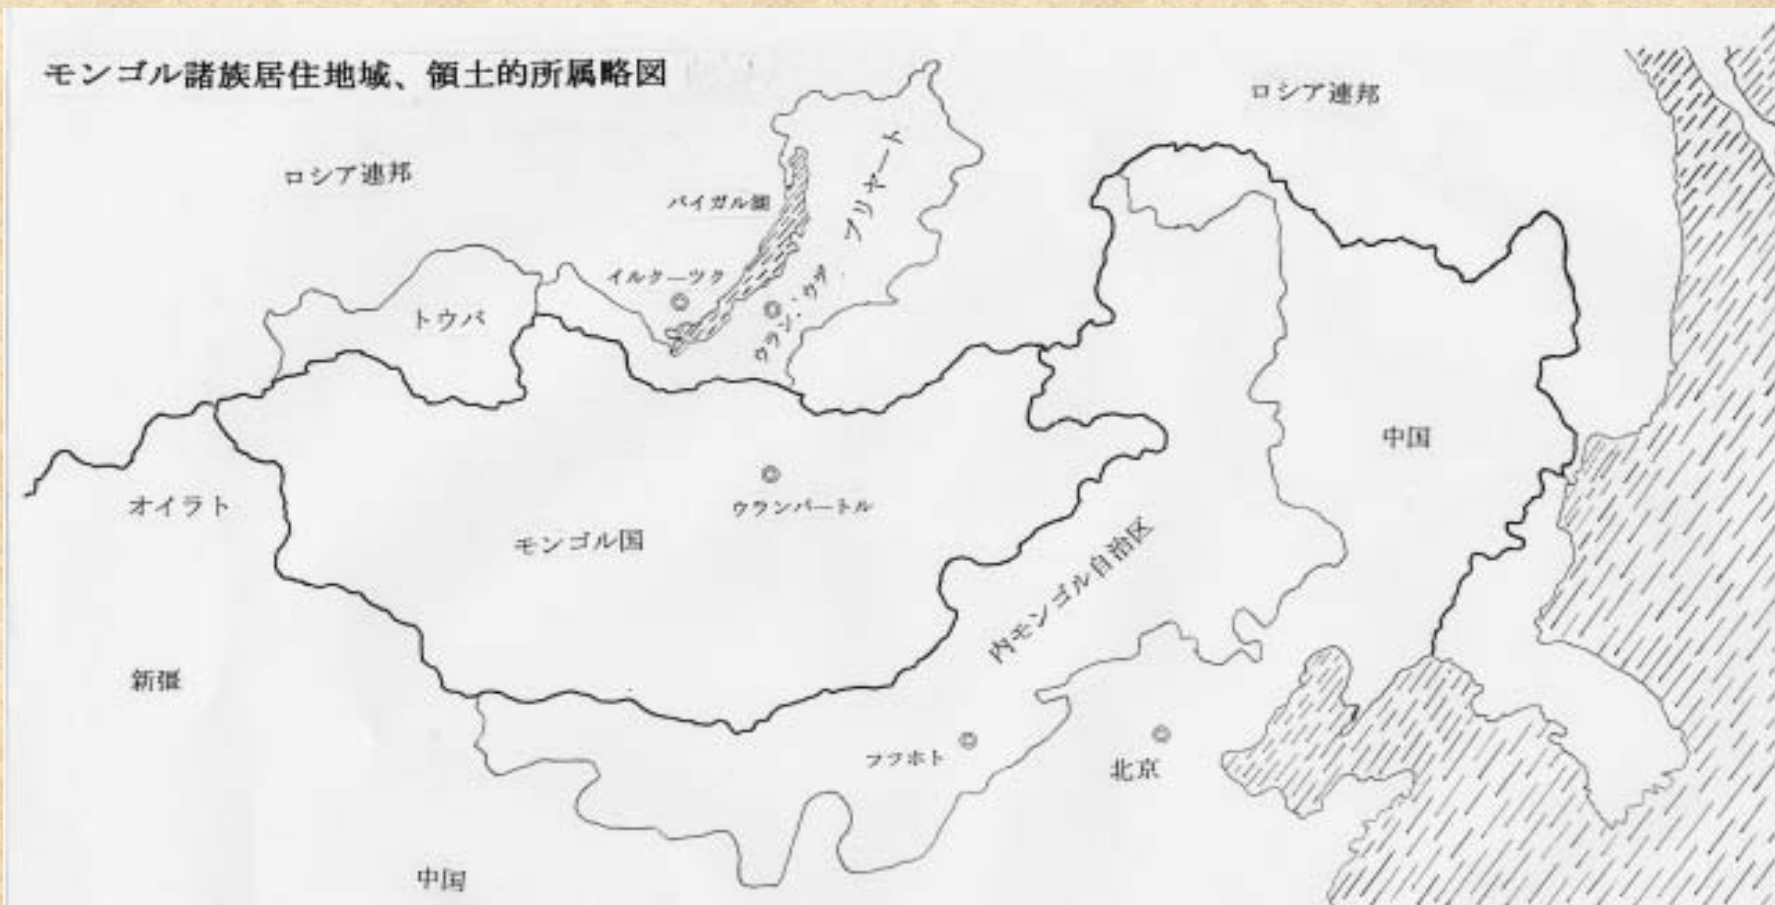 モンゴル諸族居住地域、領土的所属略図
ロシア連邦
ロシア連邦
バイガル湖
ブリヤート
イルクーツク
ウラン・ウデ
トウバ
オイラト
モンゴル国
ウランバートル
中国
内モンゴル自治区
新彊
フフホト
北京
中国